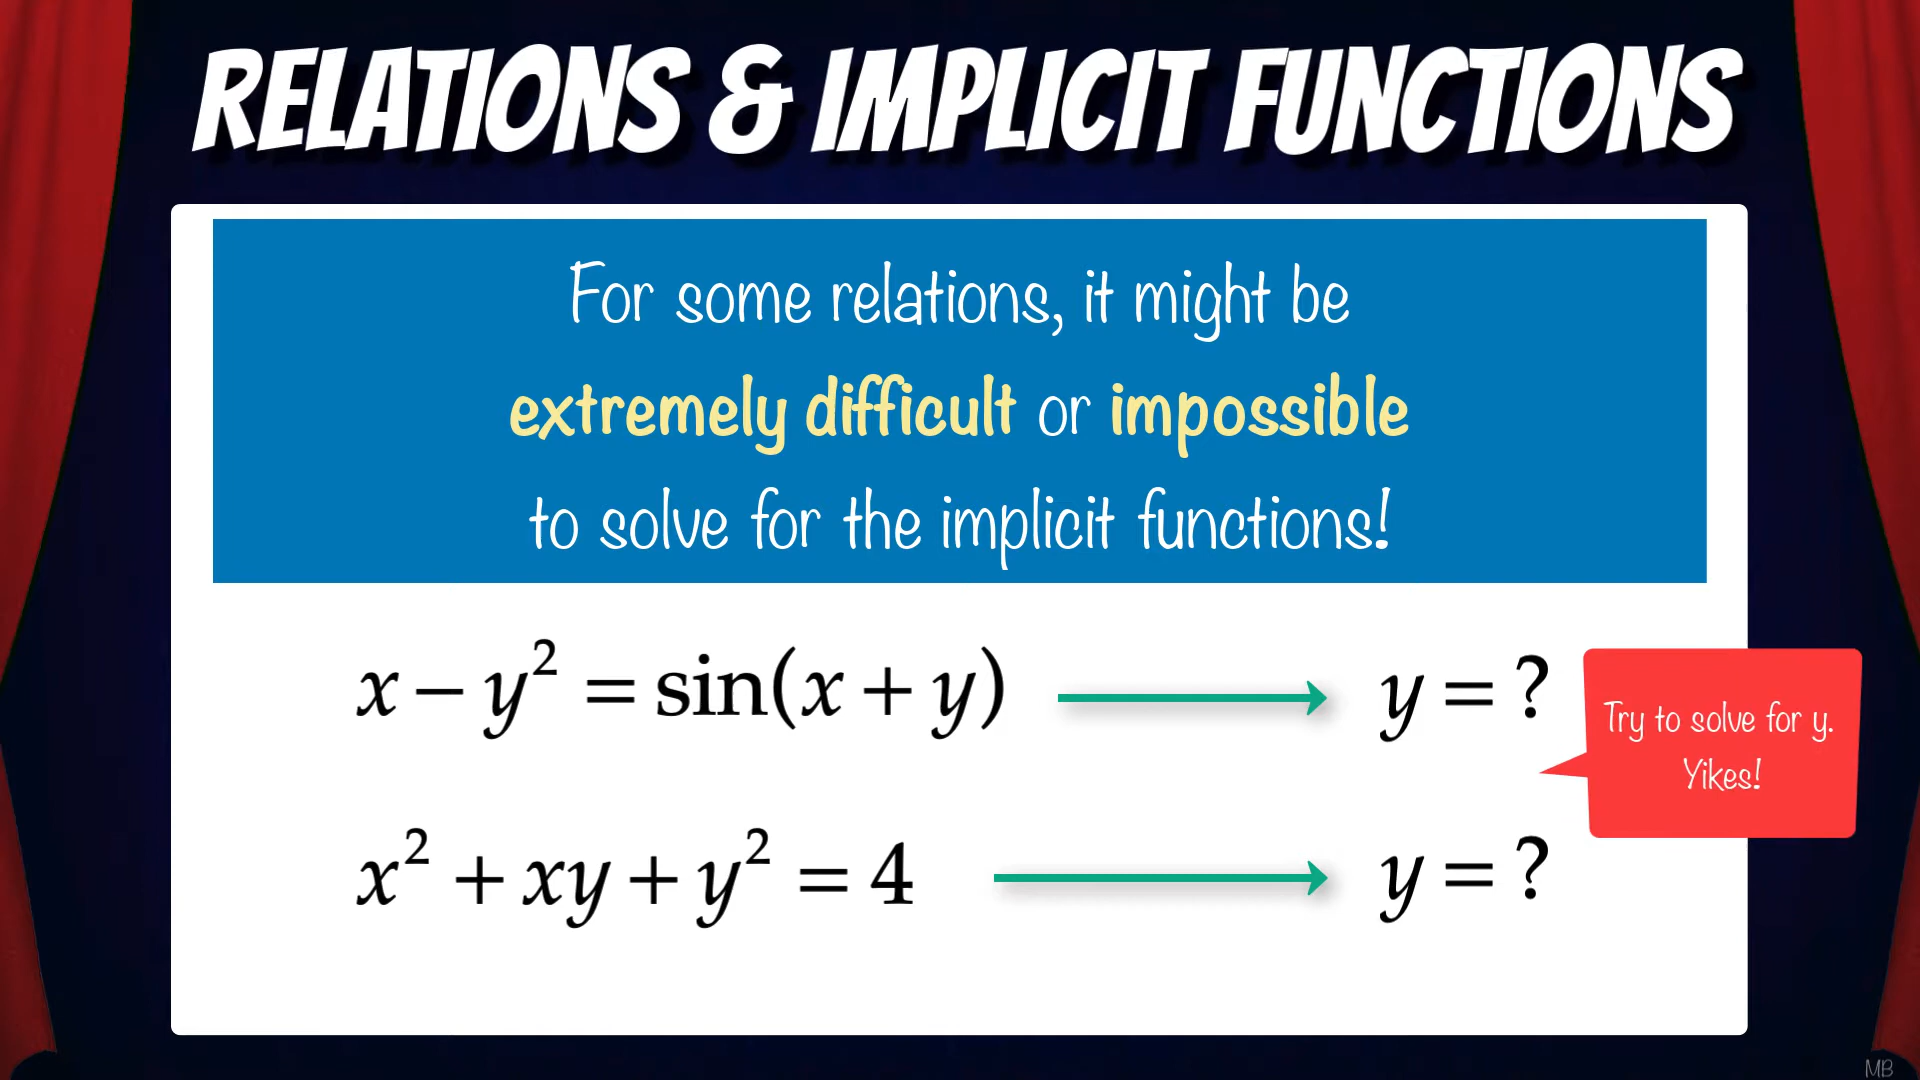 RELATIONS & IMPLICIT FUNCTIONS
For some relations, it might be
extremely difficult or impossible
to solve for the implicit functions!
x − y² = sin(x + y) → y = ?
Try to solve for y.
Yikes!
x² + xy + y² = 4 → y = ?
MB